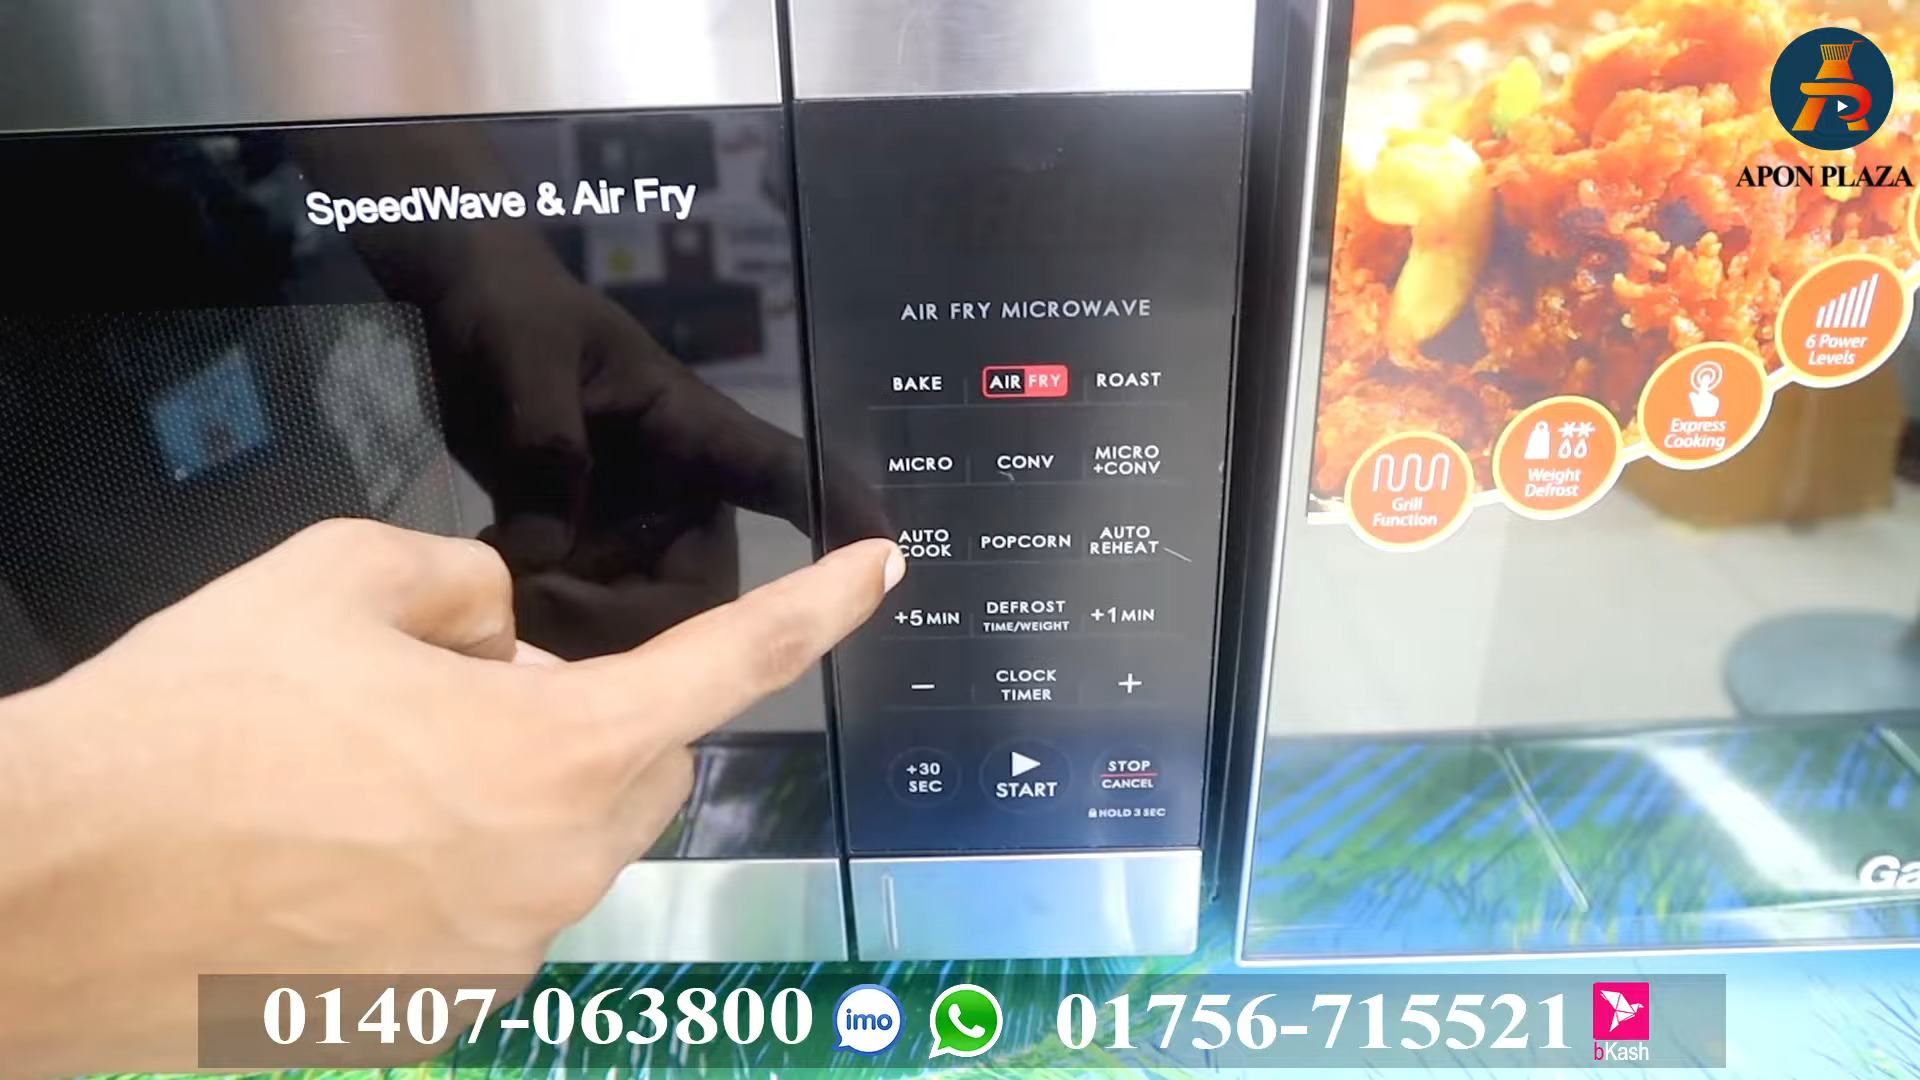 APON PLAZA
SpeedWave & Air Fry
AIR FRY MICROWAVE
BAKE
AIR FRY
ROAST
MICRO
CONV
MICRO
+CONV
AUTO
COOK
POPCORN
AUTO
REHEAT
+5 MIN
DEFROST
TIME/WEIGHT
+1 MIN
−
CLOCK
TIMER
+
+30
SEC
START
STOP
CANCEL
HOLD 3 SEC
6 Power
Levels
Express
Cooking
Weight
Defrost
Grill
Function
Ga
01407-063800
imo
01756-715521
bKash